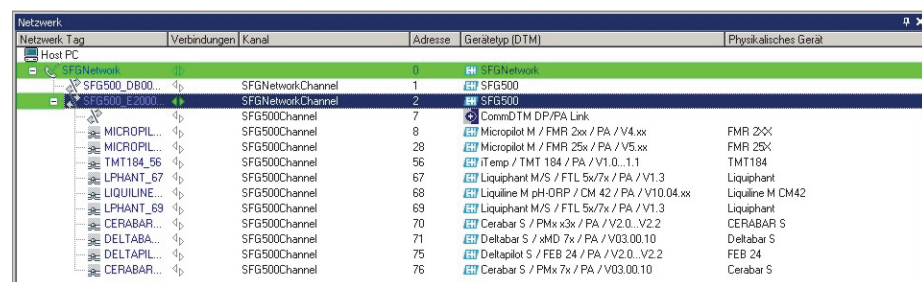 Netzwerk
Netzwerk Tag Verbindungen Kanal Adresse Gerätetyp (DTM) Physikalisches Gerät
Host PC
SFGNetwork 0 SFGNetwork
SFG500_DB00... SFGNetworkChannel 1 SFG500
SFG500_E2000... SFGNetworkChannel 2 SFG500
SFG500Channel 7 CommDTM DP/PA Link
MICROPIL... SFG500Channel 8 Micropilot M / FMR 2xx / PA / V4.xx FMR 2XX
MICROPIL... SFG500Channel 28 Micropilot M / FMR 25x / PA / V5.xx FMR 25X
TMT184_56 SFG500Channel 56 iTemp / TMT 184 / PA / V1.0...1.1 TMT184
LPHANT_67 SFG500Channel 67 Liquiphant M/S / FTL 5x/7x / PA / V1.3 Liquiphant
LIQUILINE... SFG500Channel 68 Liquiline M pH-ORP / CM 42 / PA / V10.04.xx Liquiline M CM42
LPHANT_69 SFG500Channel 69 Liquiphant M/S / FTL 5x/7x / PA / V1.3 Liquiphant
CERABAR... SFG500Channel 70 Cerabar S / PMx x3x / PA / V2.0...V2.2 CERABAR S
DELTABA... SFG500Channel 71 Deltabar S / xMD 7x / PA / V03.00.10 Deltabar S
DELTAPIL... SFG500Channel 75 Deltapilot S / FEB 24 / PA / V2.0...V2.2 FEB 24
CERABAR... SFG500Channel 76 Cerabar S / PMx 7x / PA / V03.00.10 Cerabar S